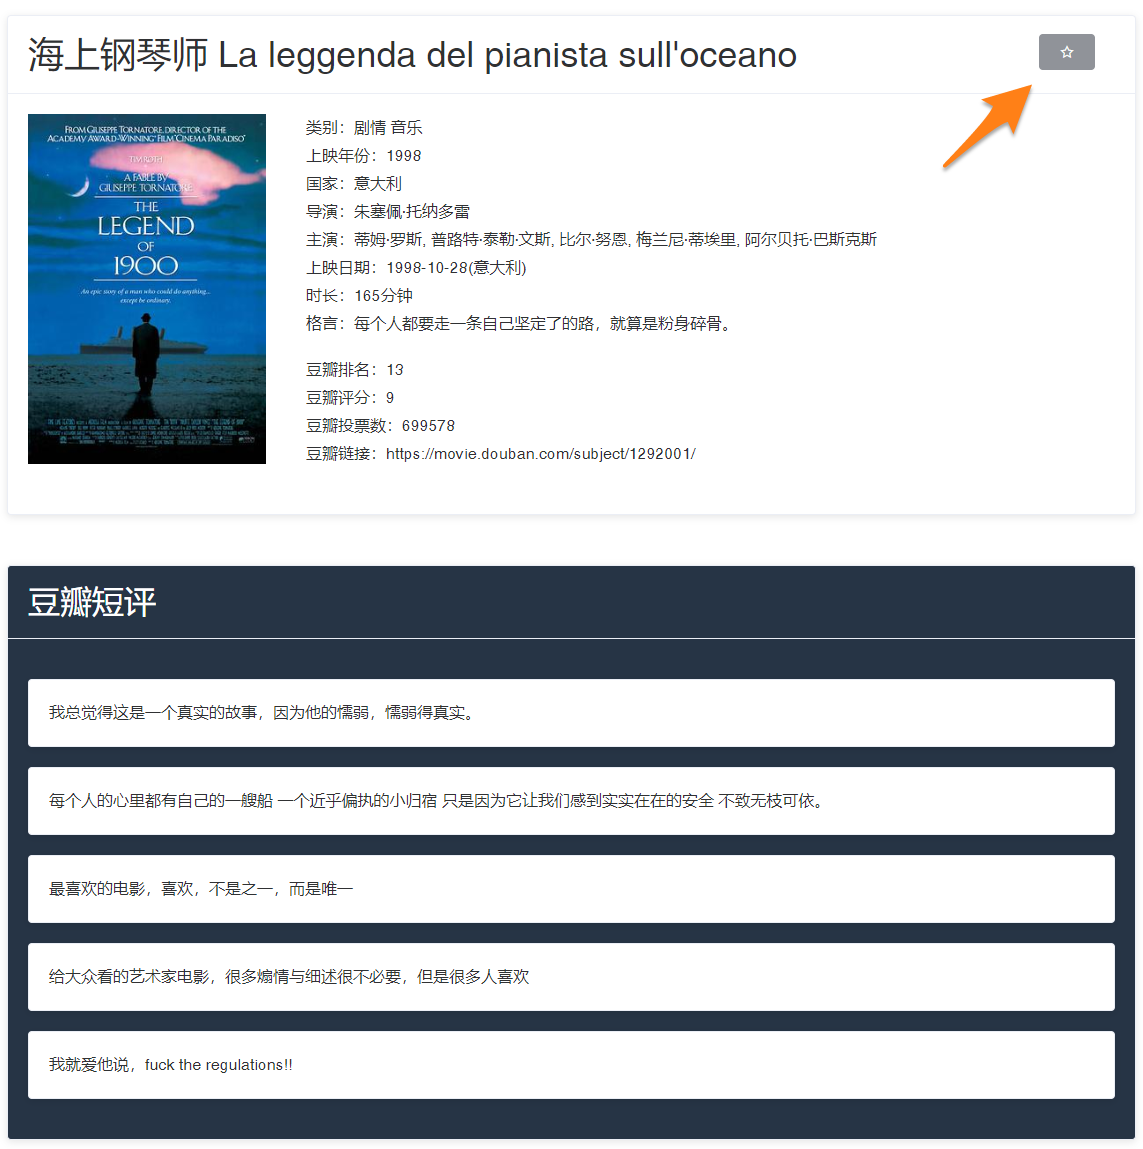 海上钢琴师 La leggenda del pianista sull'oceano
FROM GIUSEPPE TORNATORE, DIRECTOR OF THE
ACADEMY AWARD-WINNING FILM "CINEMA PARADISO"
TIM ROTH
A FABLE BY
GIUSEPPE TORNATORE
THE
LEGEND
OF
1900
An epic story of a man who could do anything...
except be ordinary.
类别：剧情 音乐
上映年份：1998
国家：意大利
导演：朱塞佩·托纳多雷
主演：蒂姆·罗斯, 普路特·泰勒·文斯, 比尔·努恩, 梅兰尼·蒂埃里, 阿尔贝托·巴斯克斯
上映日期：1998-10-28(意大利)
时长：165分钟
格言：每个人都要走一条自己坚定了的路，就算是粉身碎骨。
豆瓣排名：13
豆瓣评分：9
豆瓣投票数：699578
豆瓣链接：https://movie.douban.com/subject/1292001/
豆瓣短评
我总觉得这是一个真实的故事，因为他的懦弱，懦弱得真实。
每个人的心里都有自己的一艘船 一个近乎偏执的小归宿 只是因为它让我们感到实实在在的安全 不致无枝可依。
最喜欢的电影，喜欢，不是之一，而是唯一
给大众看的艺术家电影，很多煽情与细述很不必要，但是很多人喜欢
我就爱他说，fuck the regulations!!